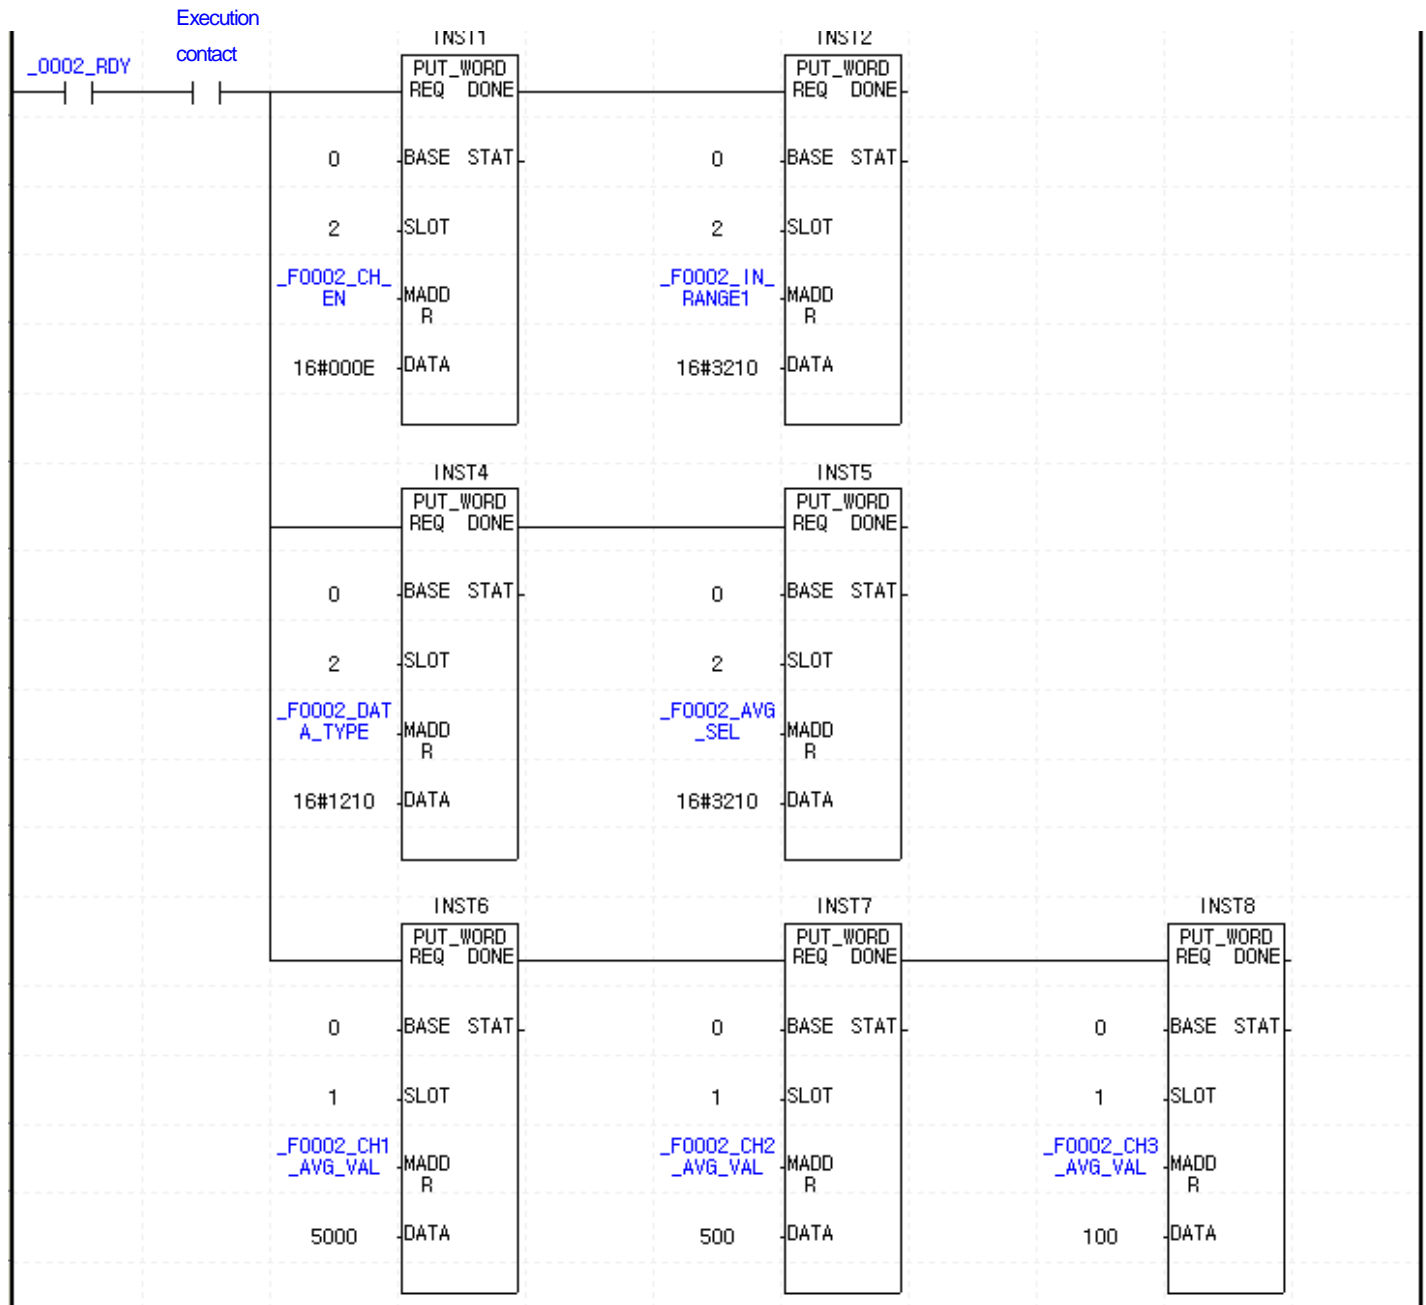 Execution
contact
_0002_RDY
INST1
INST2
PUT_WORD
REQ DONE
PUT_WORD
REQ DONE
0
BASE STAT
0
BASE STAT
2
SLOT
2
SLOT
_F0002_CH_
EN
MADD
R
_F0002_IN_
RANGE1
MADD
R
16#000E
DATA
16#3210
DATA
INST4
INST5
PUT_WORD
REQ DONE
PUT_WORD
REQ DONE
0
BASE STAT
0
BASE STAT
2
SLOT
2
SLOT
_F0002_DAT
A_TYPE
MADD
R
_F0002_AVG
_SEL
MADD
R
16#1210
DATA
16#3210
DATA
INST6
INST7
INST8
PUT_WORD
REQ DONE
PUT_WORD
REQ DONE
PUT_WORD
REQ DONE
0
BASE STAT
0
BASE STAT
0
BASE STAT
1
SLOT
1
SLOT
1
SLOT
_F0002_CH1
_AVG_VAL
MADD
R
_F0002_CH2
_AVG_VAL
MADD
R
_F0002_CH3
_AVG_VAL
MADD
R
5000
DATA
500
DATA
100
DATA